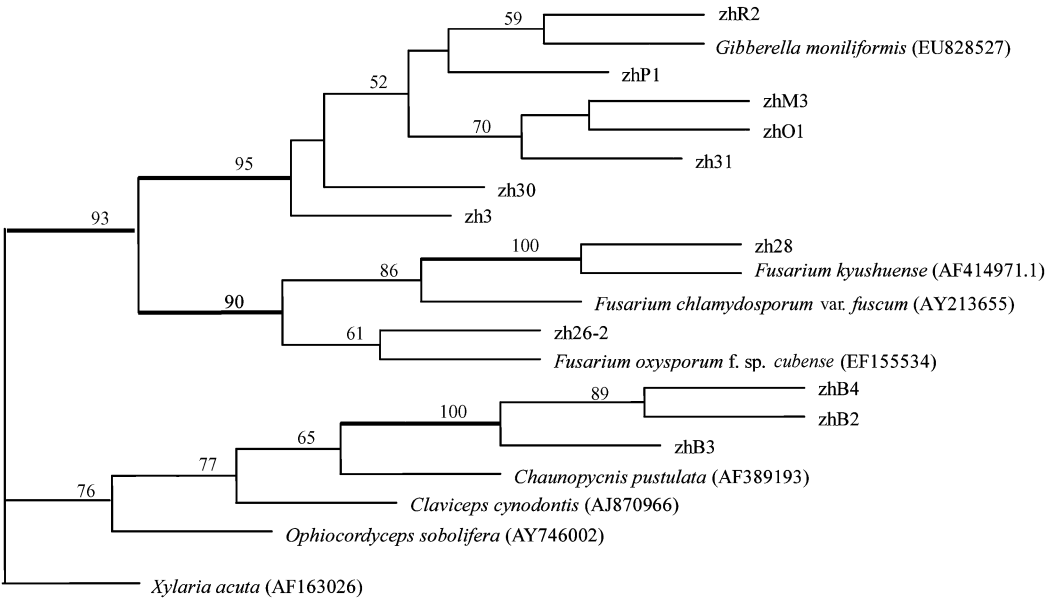 59
zhR2
Gibberella moniliformis (EU828527)
zhP1
52
zhM3
70
zhO1
zh31
95
zh30
zh3
93
100
zh28
86
Fusarium kyushuense (AF414971.1)
90
Fusarium chlamydosporum var. fuscum (AY213655)
61
zh26-2
Fusarium oxysporum f. sp. cubense (EF155534)
89
zhB4
100
zhB2
65
zhB3
77
Chaunopycnis pustulata (AF389193)
76
Claviceps cynodontis (AJ870966)
Ophiocordyceps sobolifera (AY746002)
Xylaria acuta (AF163026)